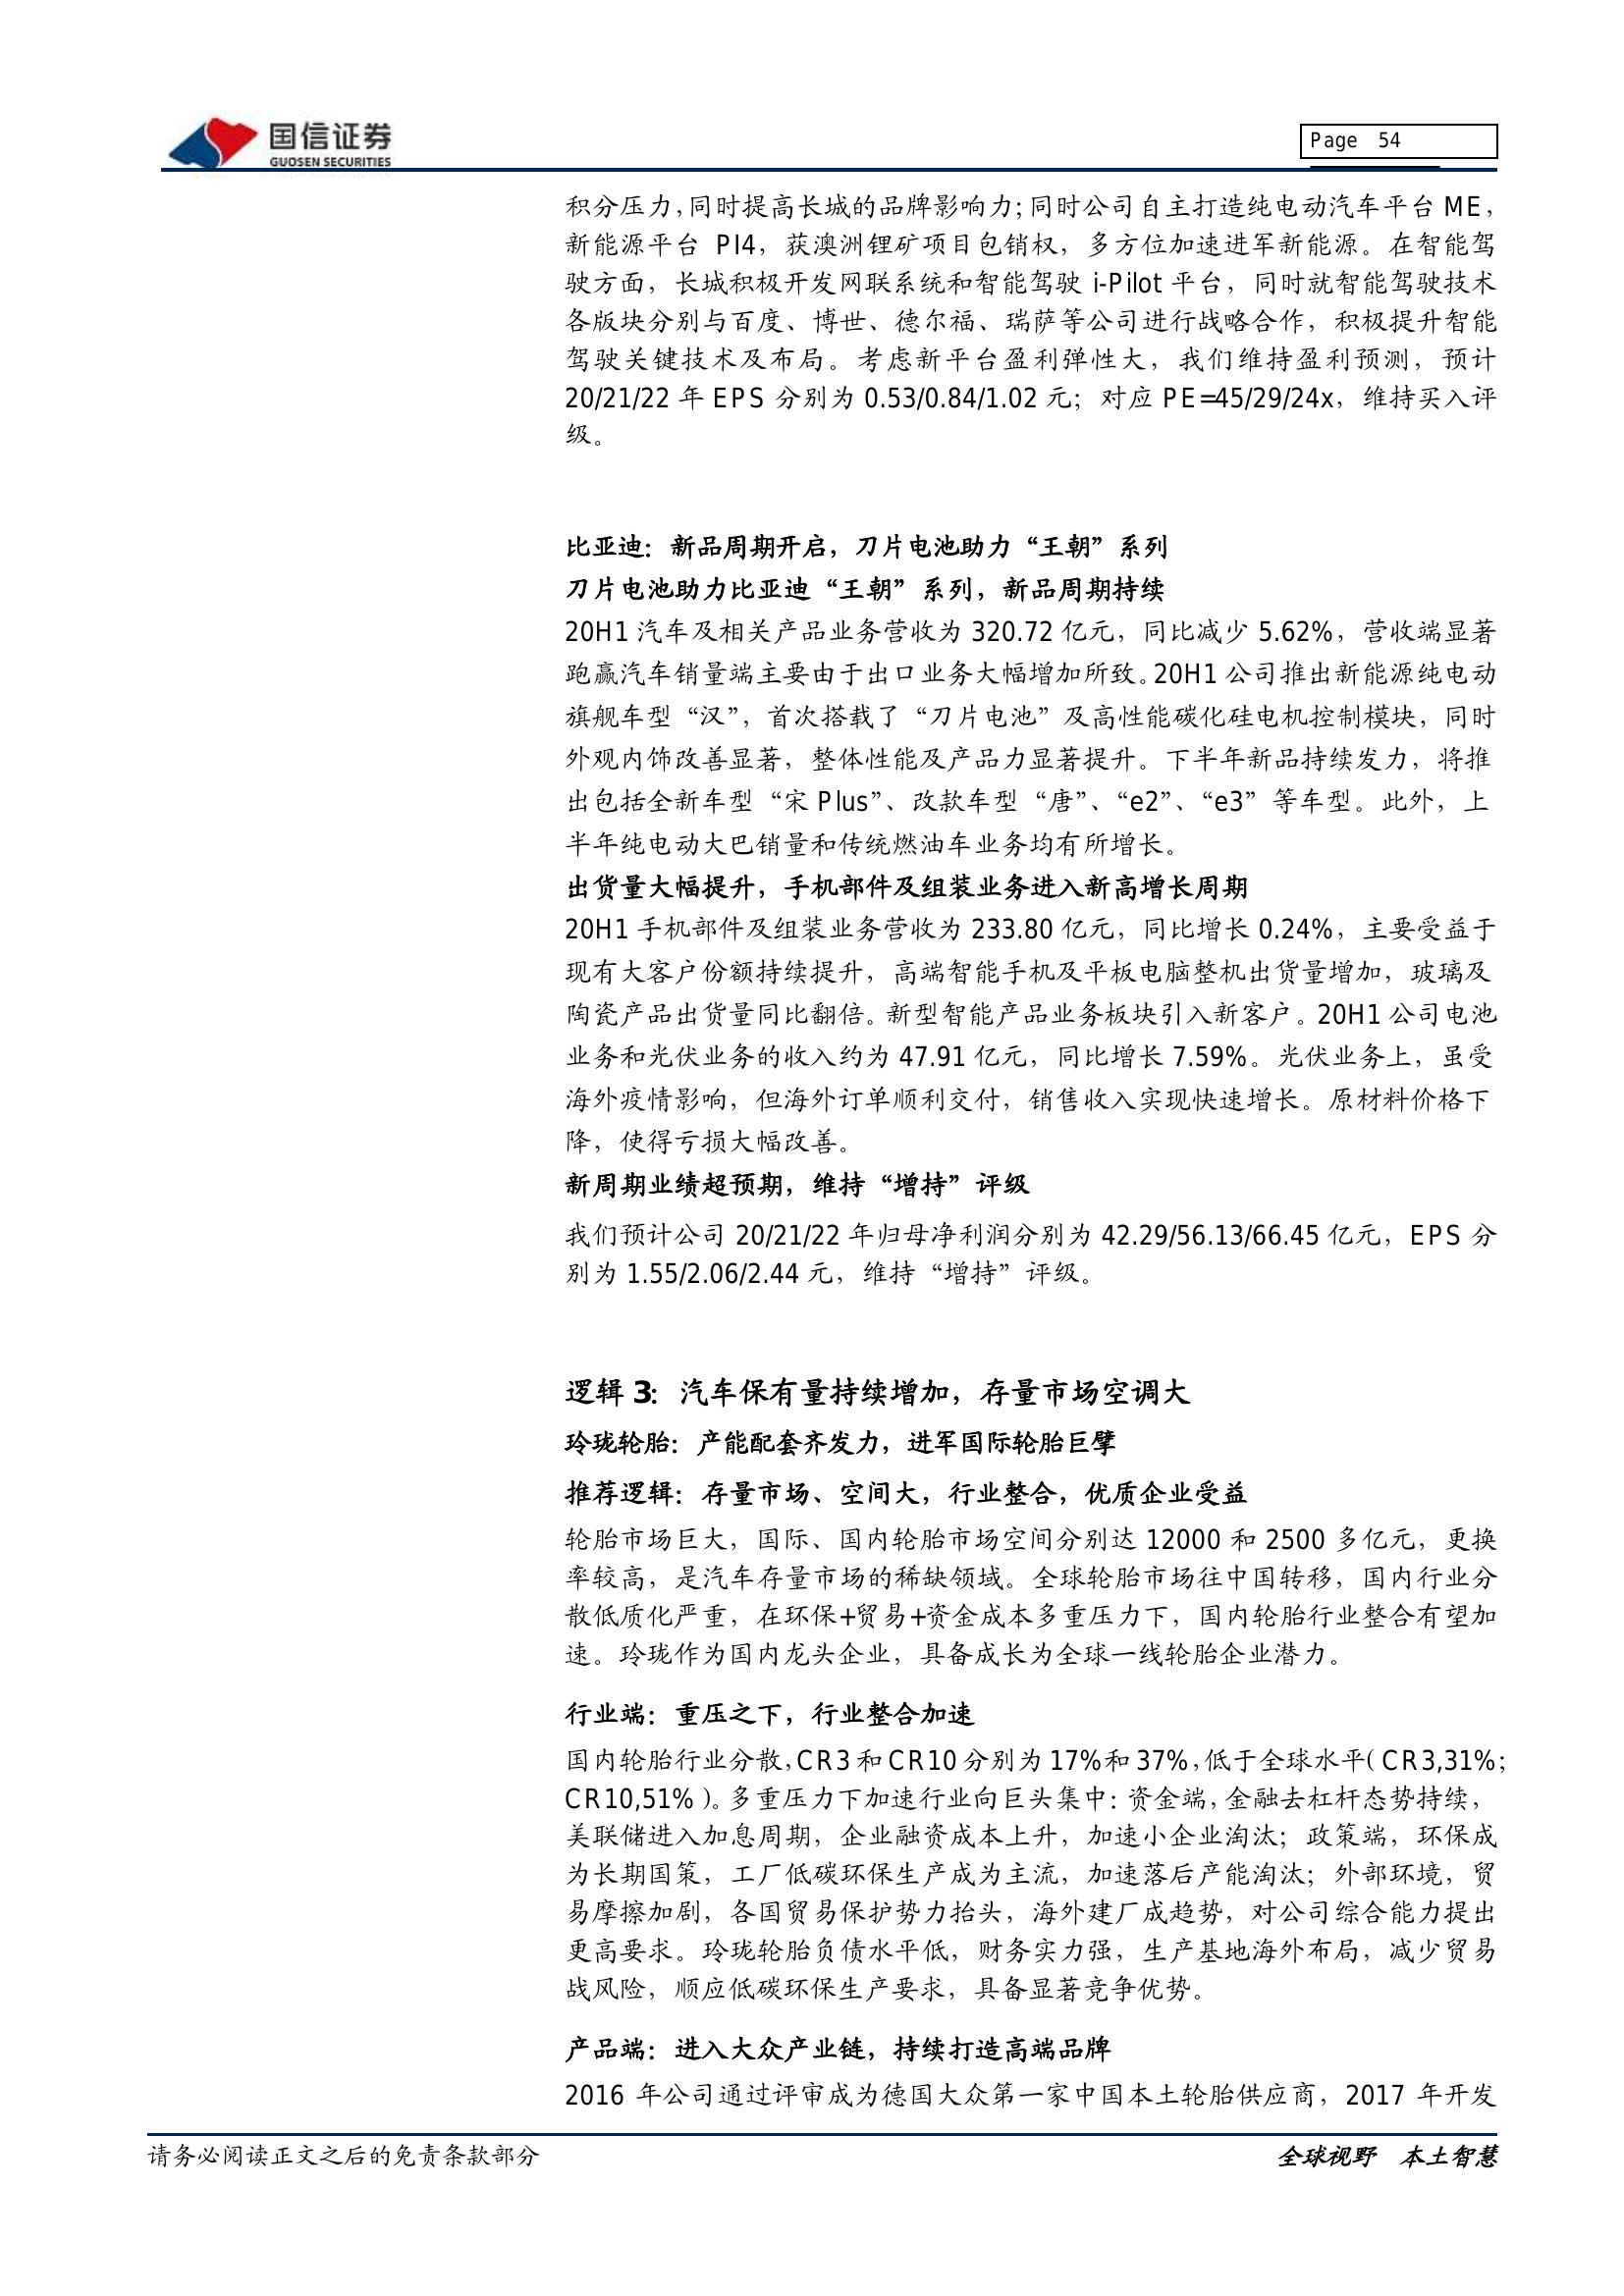 国信证券
GUOSEN SECURITIES
Page 54
积分压力，同时提高长城的品牌影响力；同时公司自主打造纯电动汽车平台 ME，
新能源平台 PI4，获澳洲锂矿项目包销权，多方位加速进军新能源。在智能驾
驶方面，长城积极开发网联系统和智能驾驶 i-Pilot 平台，同时就智能驾驶技术
各版块分别与百度、博世、德尔福、瑞萨等公司进行战略合作，积极提升智能
驾驶关键技术及布局。考虑新平台盈利弹性大，我们维持盈利预测，预计
20/21/22 年 EPS 分别为 0.53/0.84/1.02 元；对应 PE=45/29/24x，维持买入评
级。
比亚迪：新品周期开启，刀片电池助力“王朝”系列
刀片电池助力比亚迪“王朝”系列，新品周期持续
20H1 汽车及相关产品业务营收为 320.72 亿元，同比减少 5.62%，营收端显著
跑赢汽车销量端主要由于出口业务大幅增加所致。20H1 公司推出新能源纯电动
旗舰车型“汉”，首次搭载了“刀片电池”及高性能碳化硅电机控制模块，同时
外观内饰改善显著，整体性能及产品力显著提升。下半年新品持续发力，将推
出包括全新车型“宋 Plus”、改款车型“唐”、“e2”、“e3”等车型。此外，上
半年纯电动大巴销量和传统燃油车业务均有所增长。
出货量大幅提升，手机部件及组装业务进入新高增长周期
20H1 手机部件及组装业务营收为 233.80 亿元，同比增长 0.24%，主要受益于
现有大客户份额持续提升，高端智能手机及平板电脑整机出货量增加，玻璃及
陶瓷产品出货量同比翻倍。新型智能产品业务板块引入新客户。20H1 公司电池
业务和光伏业务的收入约为 47.91 亿元，同比增长 7.59%。光伏业务上，虽受
海外疫情影响，但海外订单顺利交付，销售收入实现快速增长。原材料价格下
降，使得亏损大幅改善。
新周期业绩超预期，维持“增持”评级
我们预计公司 20/21/22 年归母净利润分别为 42.29/56.13/66.45 亿元，EPS 分
别为 1.55/2.06/2.44 元，维持“增持”评级。
逻辑 3：汽车保有量持续增加，存量市场空调大
玲珑轮胎：产能配套齐发力，进军国际轮胎巨擘
推荐逻辑：存量市场、空间大，行业整合，优质企业受益
轮胎市场巨大，国际、国内轮胎市场空间分别达 12000 和 2500 多亿元，更换
率较高，是汽车存量市场的稀缺领域。全球轮胎市场往中国转移，国内行业分
散低质化严重，在环保+贸易+资金成本多重压力下，国内轮胎行业整合有望加
速。玲珑作为国内龙头企业，具备成长为全球一线轮胎企业潜力。
行业端：重压之下，行业整合加速
国内轮胎行业分散，CR3 和 CR10 分别为 17%和 37%，低于全球水平（CR3,31%；
CR10,51%）。多重压力下加速行业向巨头集中：资金端，金融去杠杆态势持续，
美联储进入加息周期，企业融资成本上升，加速小企业淘汰；政策端，环保成
为长期国策，工厂低碳环保生产成为主流，加速落后产能淘汰；外部环境，贸
易摩擦加剧，各国贸易保护势力抬头，海外建厂成趋势，对公司综合能力提出
更高要求。玲珑轮胎负债水平低，财务实力强，生产基地海外布局，减少贸易
战风险，顺应低碳环保生产要求，具备显著竞争优势。
产品端：进入大众产业链，持续打造高端品牌
2016 年公司通过评审成为德国大众第一家中国本土轮胎供应商，2017 年开发
请务必阅读正文之后的免责条款部分
全球视野 本土智慧